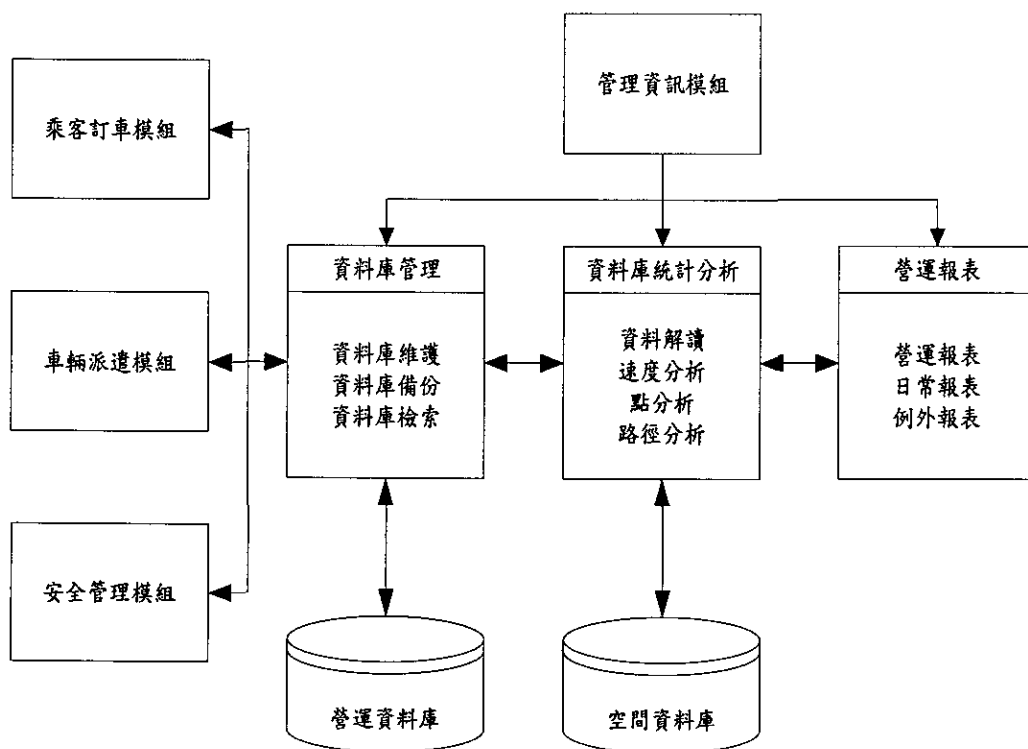 管理資訊模組
乘客訂車模組
車輛派遣模組
安全管理模組
資料庫管理
資料庫維護
資料庫備份
資料庫檢索
資料庫統計分析
資料解讀
速度分析
點分析
路徑分析
營運報表
營運報表
日常報表
例外報表
營運資料庫
空間資料庫